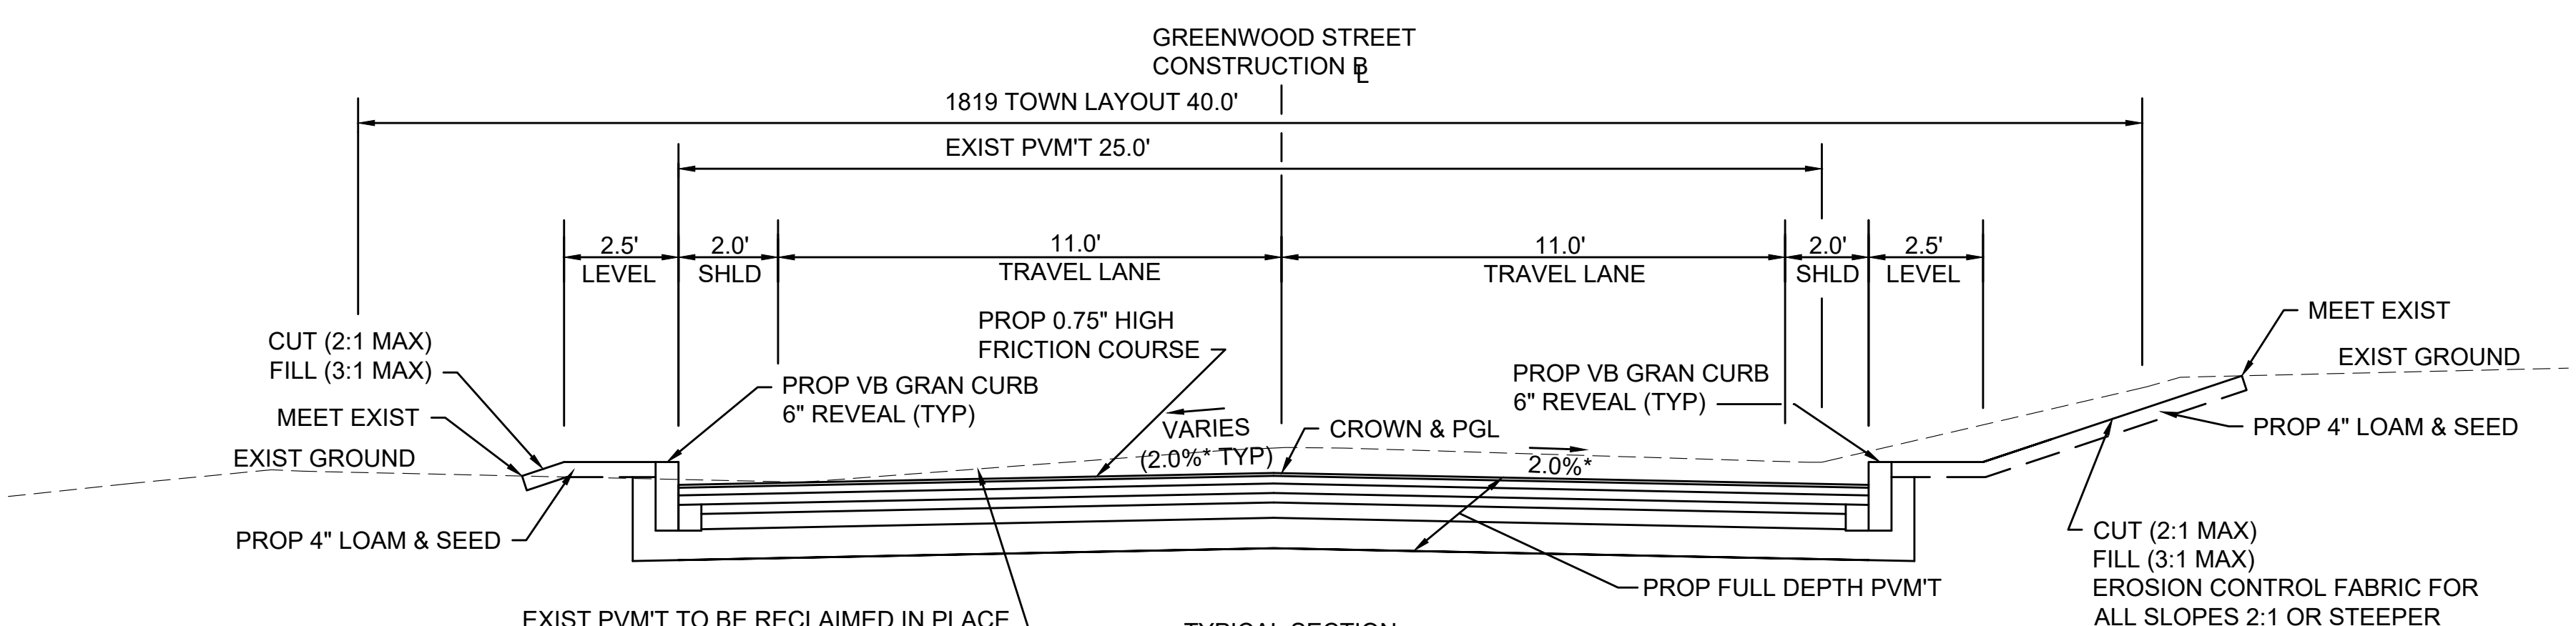 GREENWOOD STREET
CONSTRUCTION BL
1819 TOWN LAYOUT 40.0'
EXIST PVM'T 25.0'
2.5'
LEVEL
2.0'
SHLD
11.0'
TRAVEL LANE
11.0'
TRAVEL LANE
2.0'
SHLD
2.5'
LEVEL
CUT (2:1 MAX)
FILL (3:1 MAX)
MEET EXIST
EXIST GROUND
PROP 4" LOAM & SEED
PROP VB GRAN CURB
6" REVEAL (TYP)
PROP 0.75" HIGH
FRICTION COURSE
VARIES
(2.0%* TYP)
CROWN & PGL
2.0%*
PROP VB GRAN CURB
6" REVEAL (TYP)
MEET EXIST
EXIST GROUND
PROP 4" LOAM & SEED
CUT (2:1 MAX)
FILL (3:1 MAX)
EROSION CONTROL FABRIC FOR
ALL SLOPES 2:1 OR STEEPER
PROP FULL DEPTH PVM'T
EXIST PVM'T TO BE RECLAIMED IN PLACE
TYPICAL SECTION